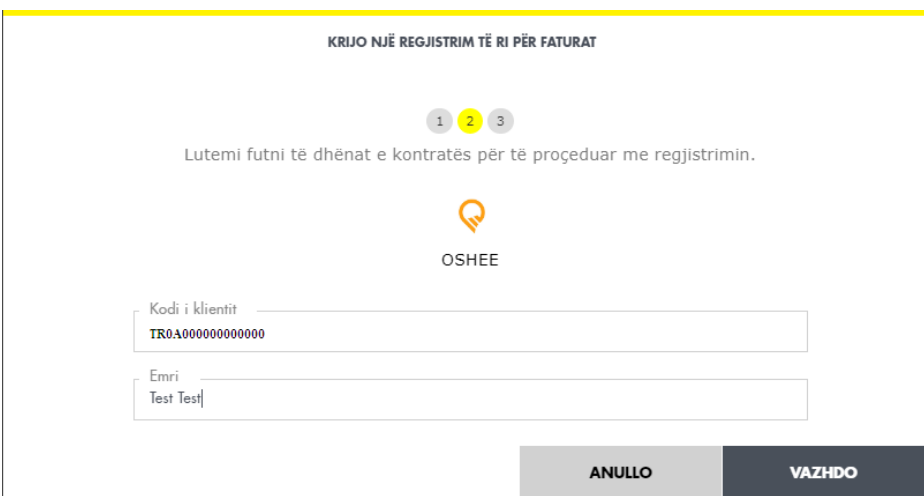 KRIJO NJË REGJISTRIM TË RI PËR FATURAT
1 2 3
Lutemi futni të dhënat e kontratës për të proçeduar me regjistrimin.
OSHEE
Kodi i klientit
TR0A000000000000
Emri
Test Test
ANULLO VAZHDO